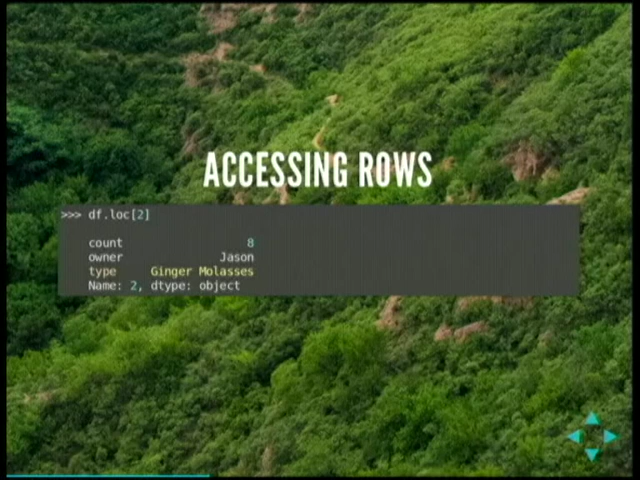 ACCESSING ROWS
>>> df.loc[2]
count 8
owner Jason
type Ginger Molasses
Name: 2, dtype: object